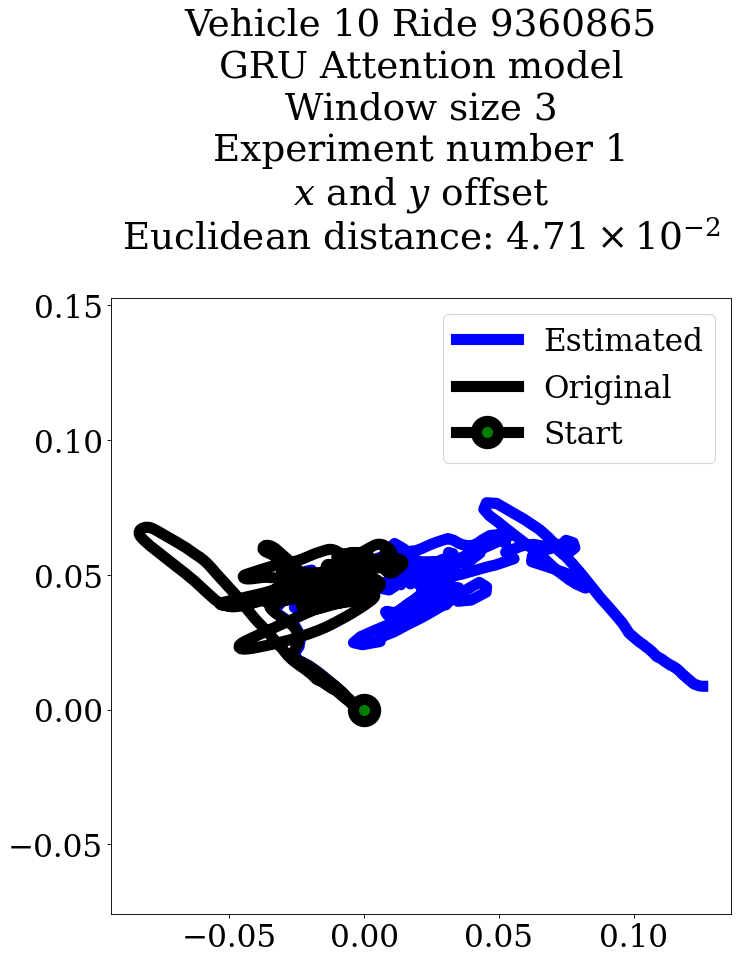 Vehicle 10 Ride 9360865
GRU Attention model
Window size 3
Experiment number 1
x and y offset
Euclidean distance: 4.71 × 10⁻²
0.15
Estimated
Original
Start
0.10
0.05
0.00
−0.05
−0.05 0.00 0.05 0.10